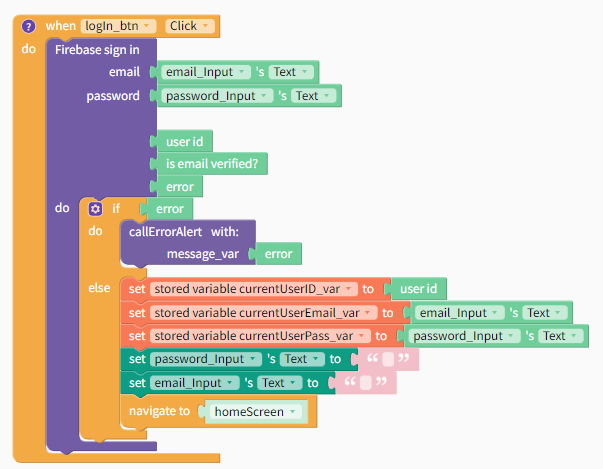 ? when logIn_btn Click
do Firebase sign in
email email_Input 's Text
password password_Input 's Text
user id
is email verified?
error
do if error
do callErrorAlert with:
message_var error
else set stored variable currentUserID_var to user id
set stored variable currentUserEmail_var to email_Input 's Text
set stored variable currentUserPass_var to password_Input 's Text
set password_Input 's Text to “ ”
set email_Input 's Text to “ ”
navigate to homeScreen